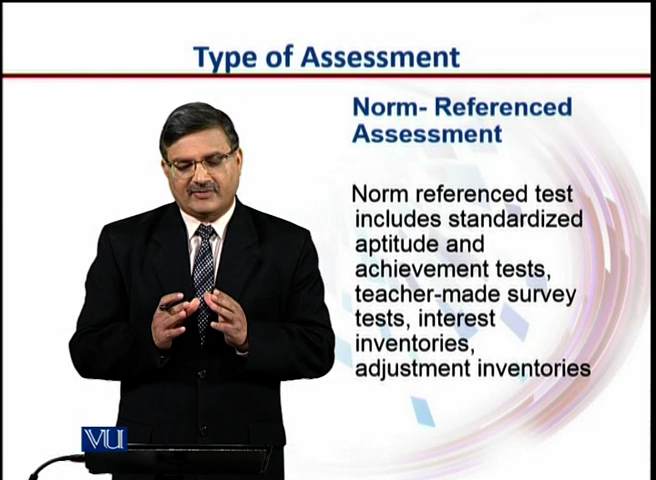 Type of Assessment
Norm- Referenced
Assessment
Norm referenced test
includes standardized
aptitude and
achievement tests,
teacher-made survey
tests, interest
inventories,
adjustment inventories
VU